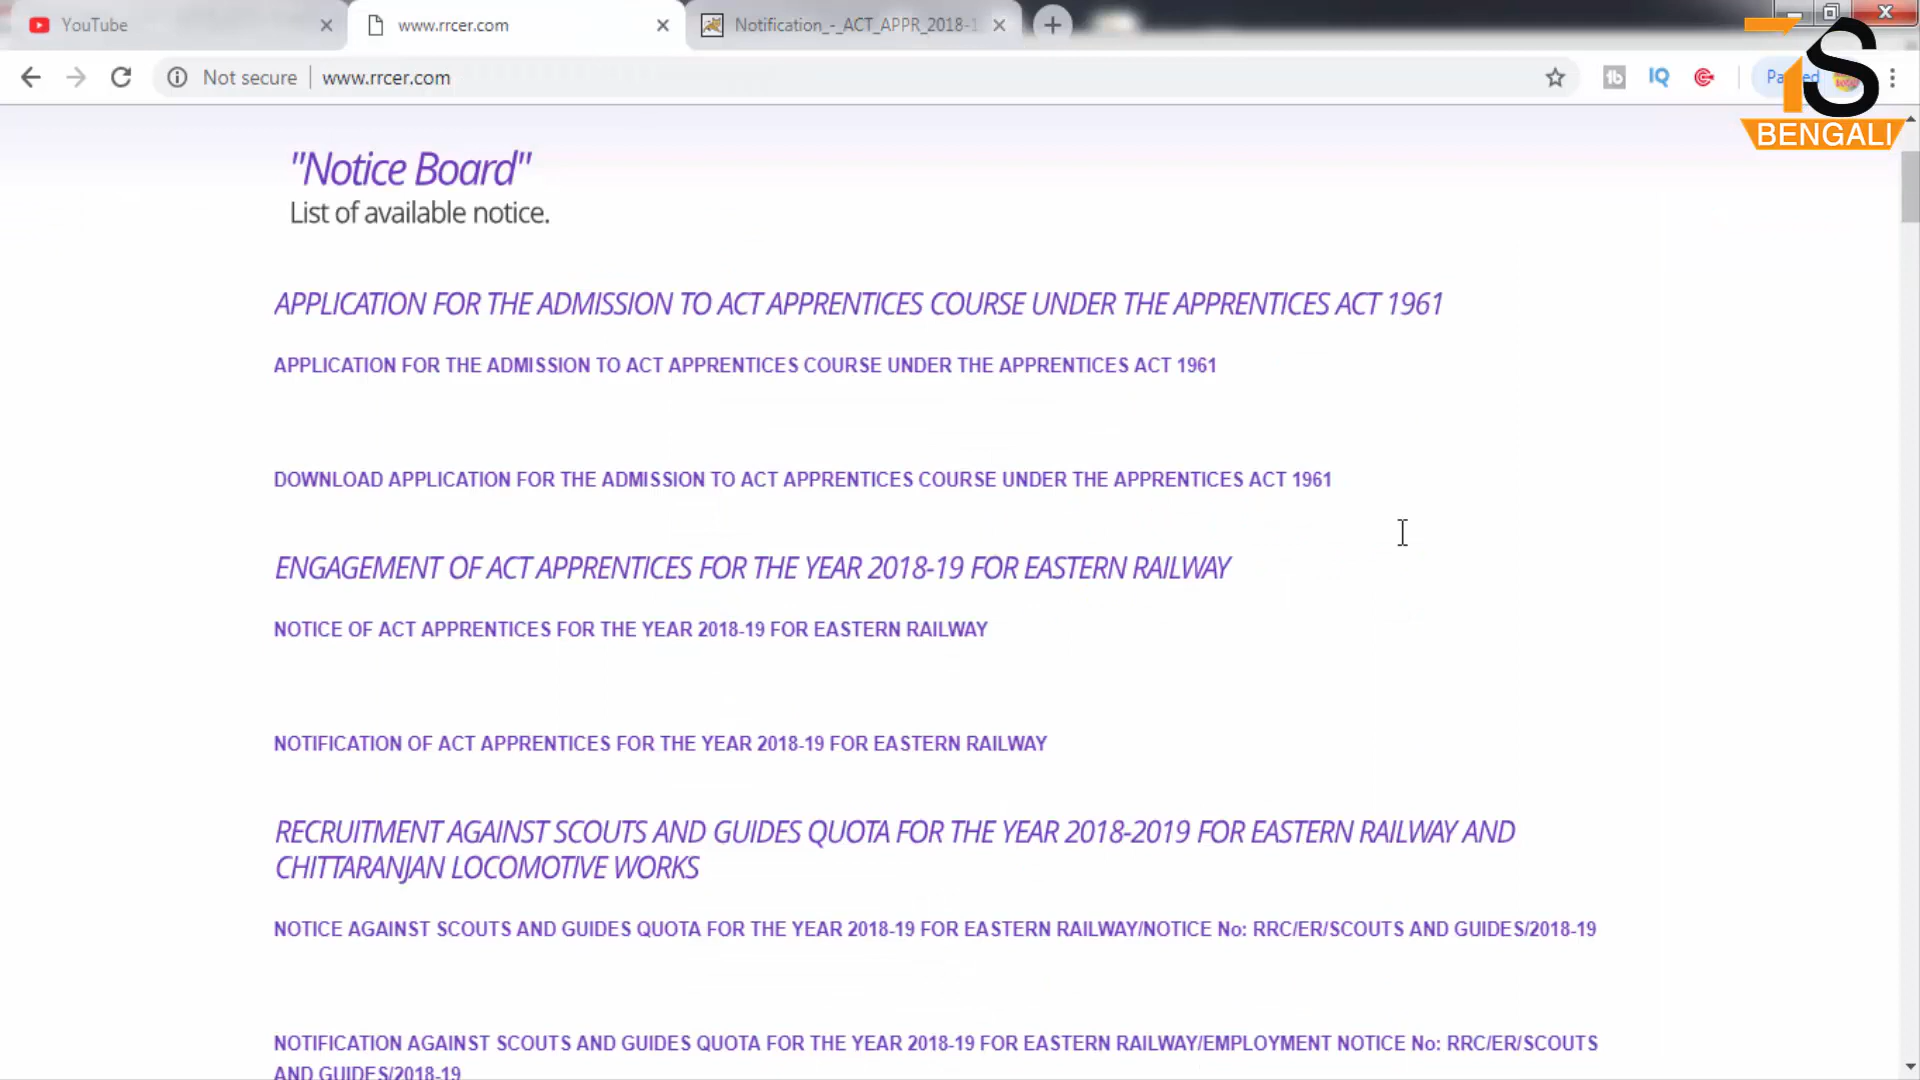 YouTube
www.rrcer.com
Notification_-_ACT_APPR_2018-1
Not secure
www.rrcer.com
BENGALI
"Notice Board"
List of available notice.
APPLICATION FOR THE ADMISSION TO ACT APPRENTICES COURSE UNDER THE APPRENTICES ACT 1961
APPLICATION FOR THE ADMISSION TO ACT APPRENTICES COURSE UNDER THE APPRENTICES ACT 1961
DOWNLOAD APPLICATION FOR THE ADMISSION TO ACT APPRENTICES COURSE UNDER THE APPRENTICES ACT 1961
ENGAGEMENT OF ACT APPRENTICES FOR THE YEAR 2018-19 FOR EASTERN RAILWAY
NOTICE OF ACT APPRENTICES FOR THE YEAR 2018-19 FOR EASTERN RAILWAY
NOTIFICATION OF ACT APPRENTICES FOR THE YEAR 2018-19 FOR EASTERN RAILWAY
RECRUITMENT AGAINST SCOUTS AND GUIDES QUOTA FOR THE YEAR 2018-2019 FOR EASTERN RAILWAY AND
CHITTARANJAN LOCOMOTIVE WORKS
NOTICE AGAINST SCOUTS AND GUIDES QUOTA FOR THE YEAR 2018-19 FOR EASTERN RAILWAY/NOTICE No: RRC/ER/SCOUTS AND GUIDES/2018-19
NOTIFICATION AGAINST SCOUTS AND GUIDES QUOTA FOR THE YEAR 2018-19 FOR EASTERN RAILWAY/EMPLOYMENT NOTICE No: RRC/ER/SCOUTS
AND GUIDES/2018-19